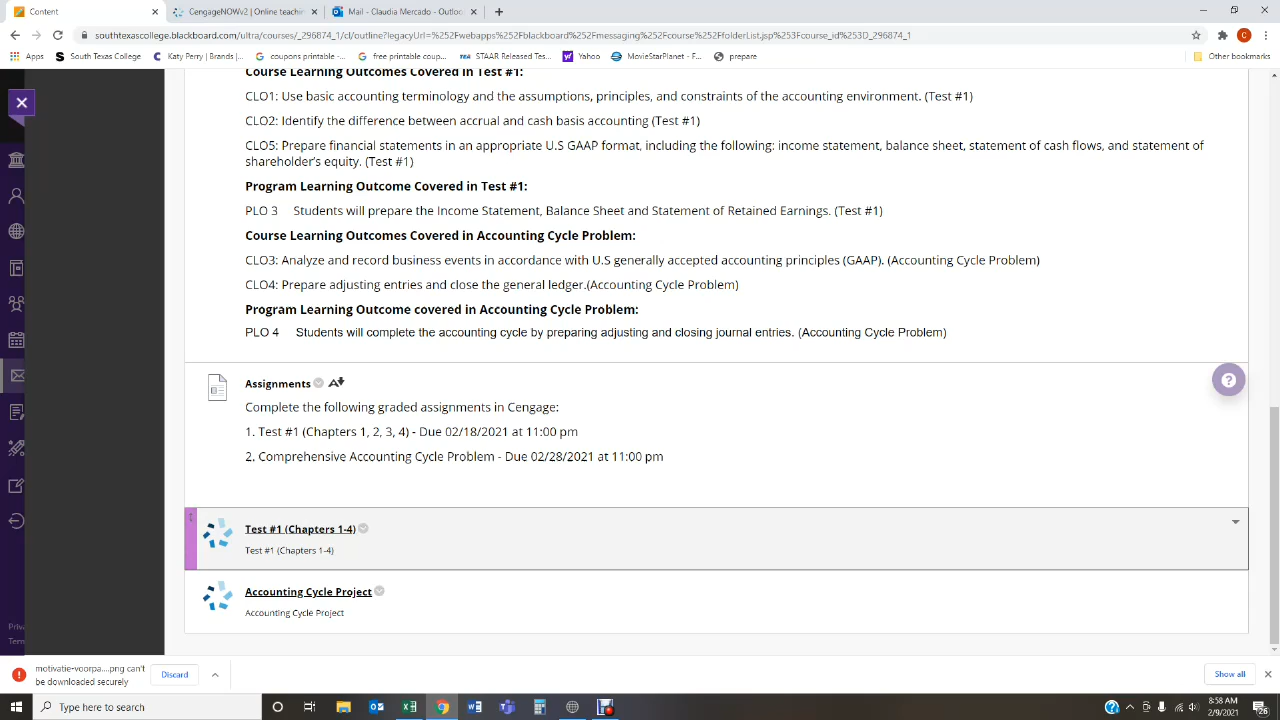 Content
CengageNOWv2 | Online teachin
Mail - Claudia Mercado - Outloo
southtexascollege.blackboard.com/ultra/courses/_296874_1/cl/outline?legacyUrl=%252Fwebapps%252Fblackboard%252Fmessaging%252Fcourse%252FfolderList.jsp%253Fcourse_id%253D_296874_1
C
Apps
South Texas College
Katy Perry | Brands |...
coupons printable -...
free printable coup...
STAAR Released Tes...
Yahoo
MovieStarPlanet - F...
prepare
Other bookmarks
Course Learning Outcomes Covered in Test #1:
CLO1: Use basic accounting terminology and the assumptions, principles, and constraints of the accounting environment. (Test #1)
CLO2: Identify the difference between accrual and cash basis accounting (Test #1)
CLO5: Prepare financial statements in an appropriate U.S GAAP format, including the following: income statement, balance sheet, statement of cash flows, and statement of
shareholder's equity. (Test #1)
Program Learning Outcome Covered in Test #1:
PLO 3 Students will prepare the Income Statement, Balance Sheet and Statement of Retained Earnings. (Test #1)
Course Learning Outcomes Covered in Accounting Cycle Problem:
CLO3: Analyze and record business events in accordance with U.S generally accepted accounting principles (GAAP). (Accounting Cycle Problem)
CLO4: Prepare adjusting entries and close the general ledger.(Accounting Cycle Problem)
Program Learning Outcome covered in Accounting Cycle Problem:
PLO 4 Students will complete the accounting cycle by preparing adjusting and closing journal entries. (Accounting Cycle Problem)
Assignments
Complete the following graded assignments in Cengage:
1. Test #1 (Chapters 1, 2, 3, 4) - Due 02/18/2021 at 11:00 pm
2. Comprehensive Accounting Cycle Problem - Due 02/28/2021 at 11:00 pm
Test #1 (Chapters 1-4)
Test #1 (Chapters 1-4)
Accounting Cycle Project
Accounting Cycle Project
Priv
Term
motivatie-voorpa....png can't
be downloaded securely
Discard
Show all
Type here to search
8:58 AM
2/9/2021
26